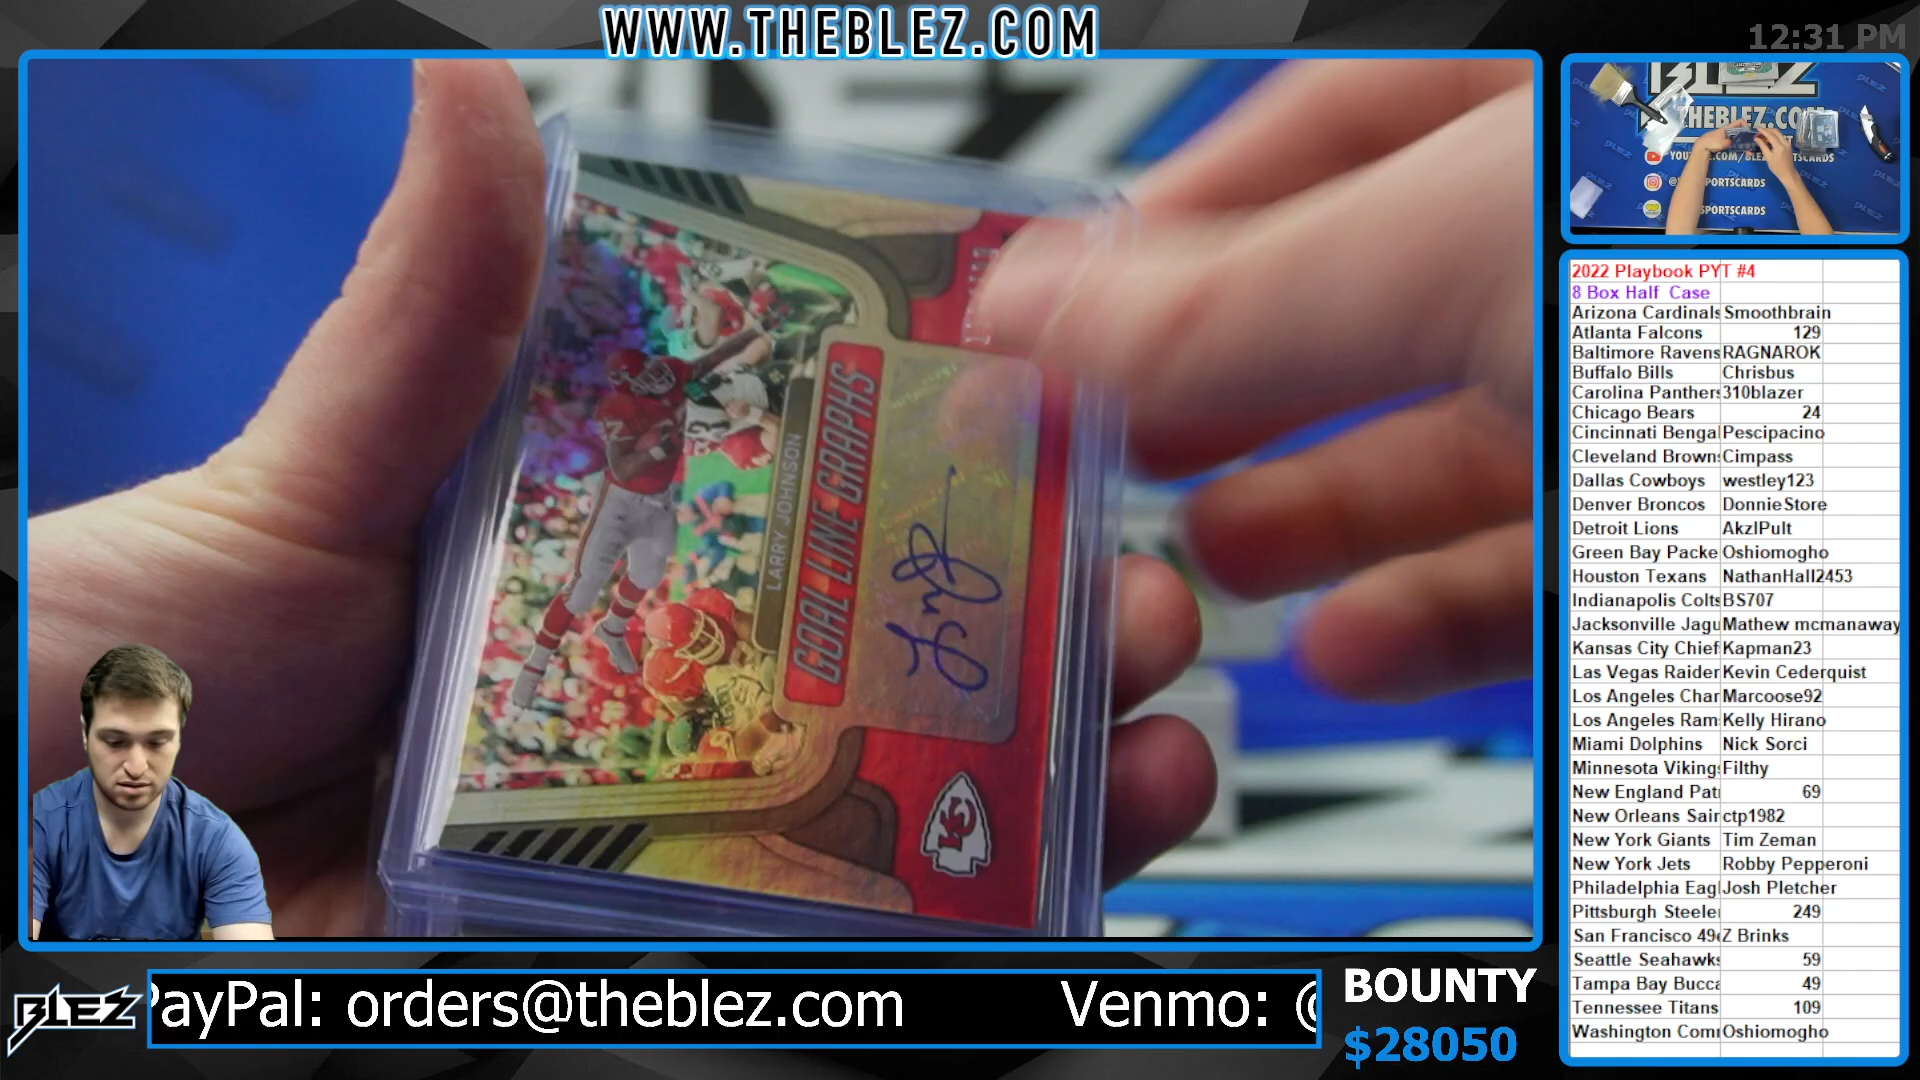 WWW.THEBLEZ.COM
12:31 PM
THEBLEZ.CO
SPORTSCARDS
LARRY JOHNSON
GOAL LINE GRAPHS
KC
2022 Playbook PYT #4
8 Box Half Case
Arizona Cardinals Smoothbrain
Atlanta Falcons 129
Baltimore Ravens RAGNAROK
Buffalo Bills Chrisbus
Carolina Panthers 310blazer
Chicago Bears 24
Cincinnati Bengal Pescipacino
Cleveland Browns Cimpass
Dallas Cowboys westley123
Denver Broncos DonnieStore
Detroit Lions
Green Bay Packe Oshiomogho
Houston Texans NathanHall2453
Indianapolis Colts BS707
Jacksonville Jagu Mathew mcmanaway
Kansas City Chief Kapman23
Las Vegas Raider Kevin Cederquist
Los Angeles Char Marcoose92
Los Angeles Ram Kelly Hirano
Miami Dolphins Nick Sorci
Minnesota Viking Filthy
New England Pat 69
New Orleans Sain ctp1982
New York Giants Tim Zeman
New York Jets Robby Pepperoni
Philadelphia Eagl Josh Pletcher
Pittsburgh Steele 249
San Francisco 49 Z Brinks
Seattle Seahawks 59
Tampa Bay Bucca 49
Tennessee Titans 109
Washington Com Oshiomogho
BLEZ
PayPal: orders@theblez.com Venmo: @
BOUNTY
$28050